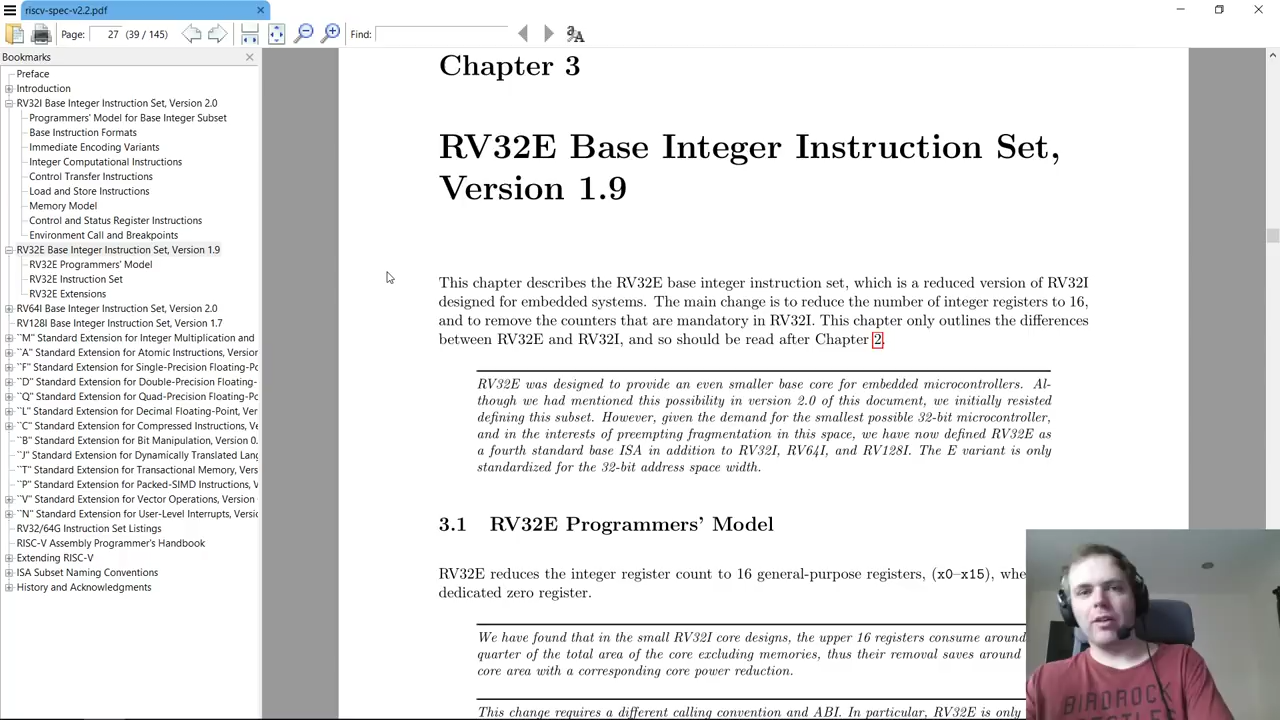 riscv-spec-v2.2.pdf
Page: 27 (39 / 145) Find:
Bookmarks
Preface
Introduction
RV32I Base Integer Instruction Set, Version 2.0
Programmers' Model for Base Integer Subset
Base Instruction Formats
Immediate Encoding Variants
Integer Computational Instructions
Control Transfer Instructions
Load and Store Instructions
Memory Model
Control and Status Register Instructions
Environment Call and Breakpoints
RV32E Base Integer Instruction Set, Version 1.9
RV32E Programmers' Model
RV32E Instruction Set
RV32E Extensions
RV64I Base Integer Instruction Set, Version 2.0
RV128I Base Integer Instruction Set, Version 1.7
``M'' Standard Extension for Integer Multiplication and
``A'' Standard Extension for Atomic Instructions, Version
``F'' Standard Extension for Single-Precision Floating-Po
``D'' Standard Extension for Double-Precision Floating-
``Q'' Standard Extension for Quad-Precision Floating-Po
``L'' Standard Extension for Decimal Floating-Point, Ver
``C'' Standard Extension for Compressed Instructions, Ve
``B'' Standard Extension for Bit Manipulation, Version 0.
``J'' Standard Extension for Dynamically Translated Lang
``T'' Standard Extension for Transactional Memory, Vers
``P'' Standard Extension for Packed-SIMD Instructions, V
``V'' Standard Extension for Vector Operations, Version
``N'' Standard Extension for User-Level Interrupts, Versio
RV32/64G Instruction Set Listings
RISC-V Assembly Programmer's Handbook
Extending RISC-V
ISA Subset Naming Conventions
History and Acknowledgments
Chapter 3
RV32E Base Integer Instruction Set,
Version 1.9
This chapter describes the RV32E base integer instruction set, which is a reduced version of RV32I
designed for embedded systems. The main change is to reduce the number of integer registers to 16,
and to remove the counters that are mandatory in RV32I. This chapter only outlines the differences
between RV32E and RV32I, and so should be read after Chapter 2.
RV32E was designed to provide an even smaller base core for embedded microcontrollers. Al-
though we had mentioned this possibility in version 2.0 of this document, we initially resisted
defining this subset. However, given the demand for the smallest possible 32-bit microcontroller,
and in the interests of preempting fragmentation in this space, we have now defined RV32E as
a fourth standard base ISA in addition to RV32I, RV64I, and RV128I. The E variant is only
standardized for the 32-bit address space width.
3.1 RV32E Programmers' Model
RV32E reduces the integer register count to 16 general-purpose registers, (x0–x15), whe
dedicated zero register.
We have found that in the small RV32I core designs, the upper 16 registers consume around
quarter of the total area of the core excluding memories, thus their removal saves around
core area with a corresponding core power reduction.
This change requires a different calling convention and ABI. In particular, RV32E is only
BIRDROCK